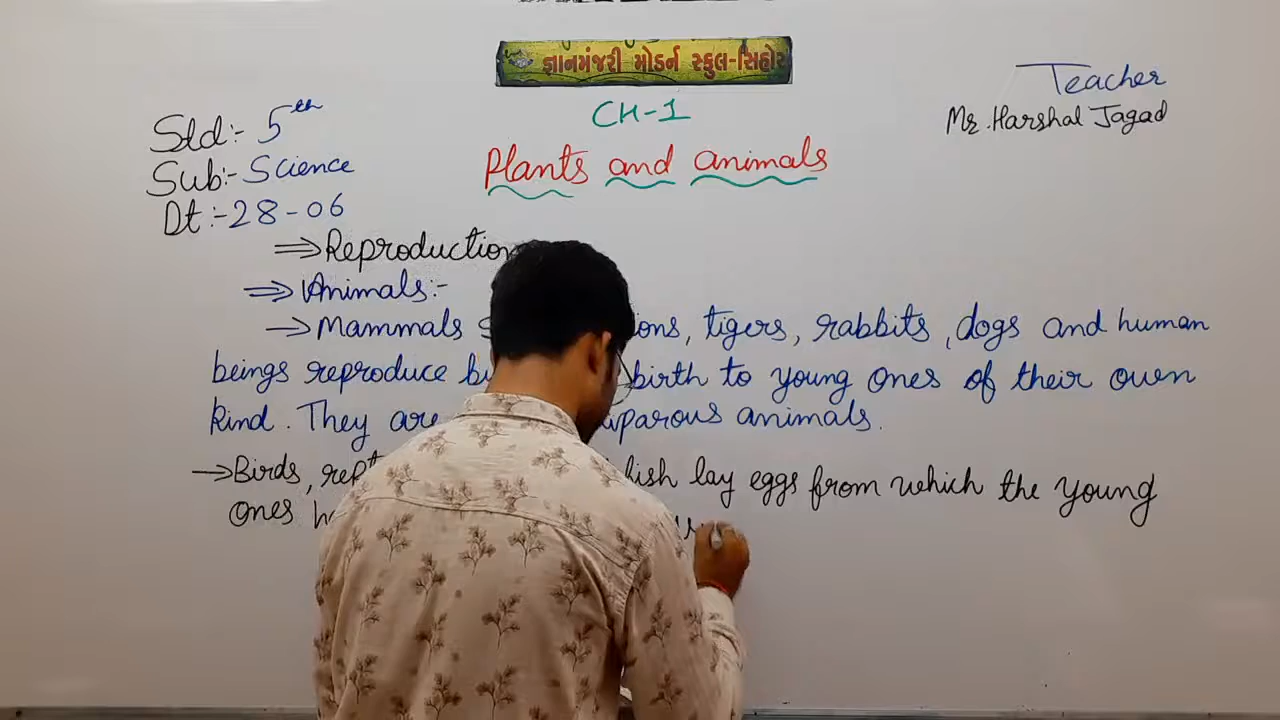 જ્ઞાનમંજરી મોડર્ન સ્કુલ-સિહોર
CH-1
Teacher
Mr. Harshal Jagad
Std:- 5th
Sub:- Science
Dt:- 28-06
Plants and animals
⇒ Reproduction
⇒ Animals:-
→ Mammals tigers, rabbits, dogs and human
beings reproduce birth to young ones of their own
kind. They are animals.
→ Birds, fish lay eggs from which the young
ones